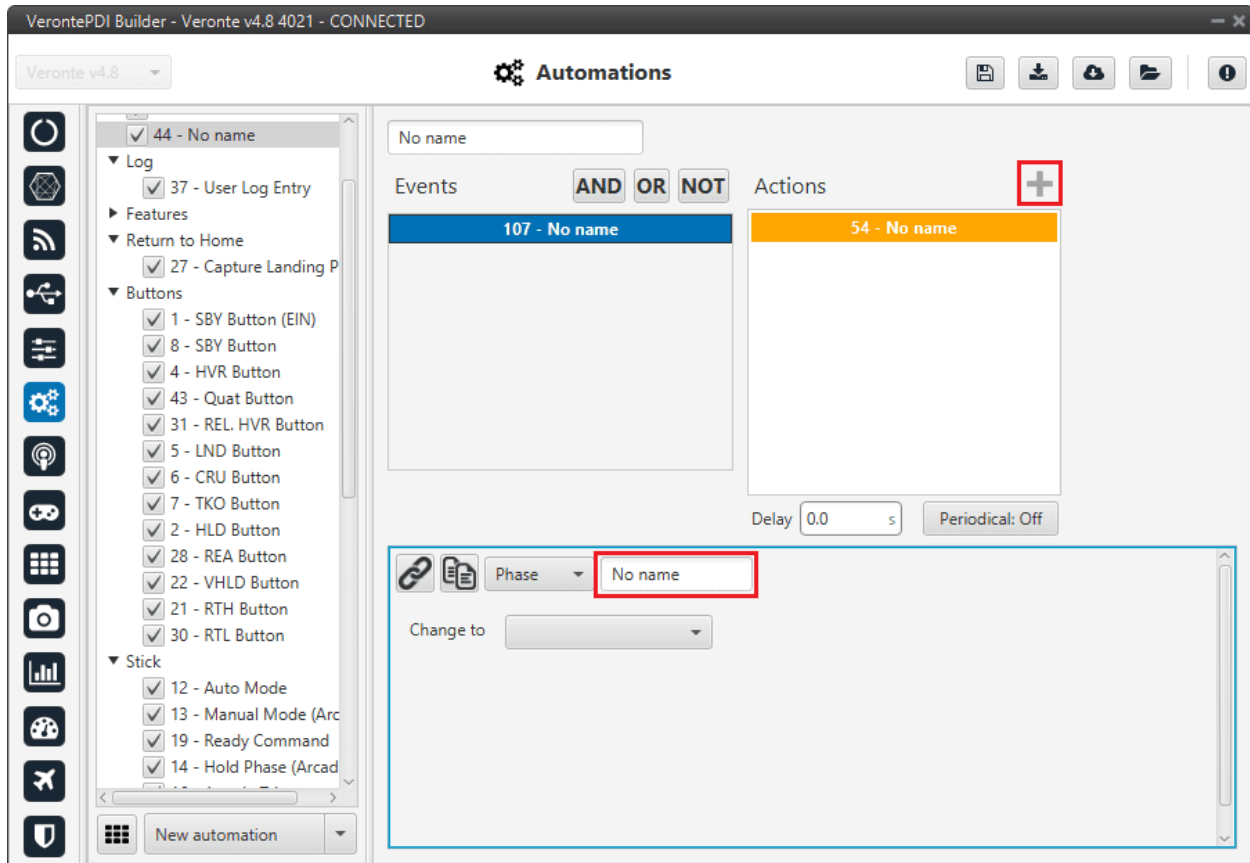 VerontePDI Builder - Veronte v4.8 4021 - CONNECTED
Veronte v4.8
Automations
44 - No name
Log
37 - User Log Entry
Features
Return to Home
27 - Capture Landing P
Buttons
1 - SBY Button (EIN)
8 - SBY Button
4 - HVR Button
43 - Quat Button
31 - REL. HVR Button
5 - LND Button
6 - CRU Button
7 - TKO Button
2 - HLD Button
28 - REA Button
22 - VHLD Button
21 - RTH Button
30 - RTL Button
Stick
12 - Auto Mode
13 - Manual Mode (Arc
19 - Ready Command
14 - Hold Phase (Arcad
New automation
No name
Events AND OR NOT
107 - No name
Actions
54 - No name
Delay 0.0 s Periodical: Off
Phase No name
Change to